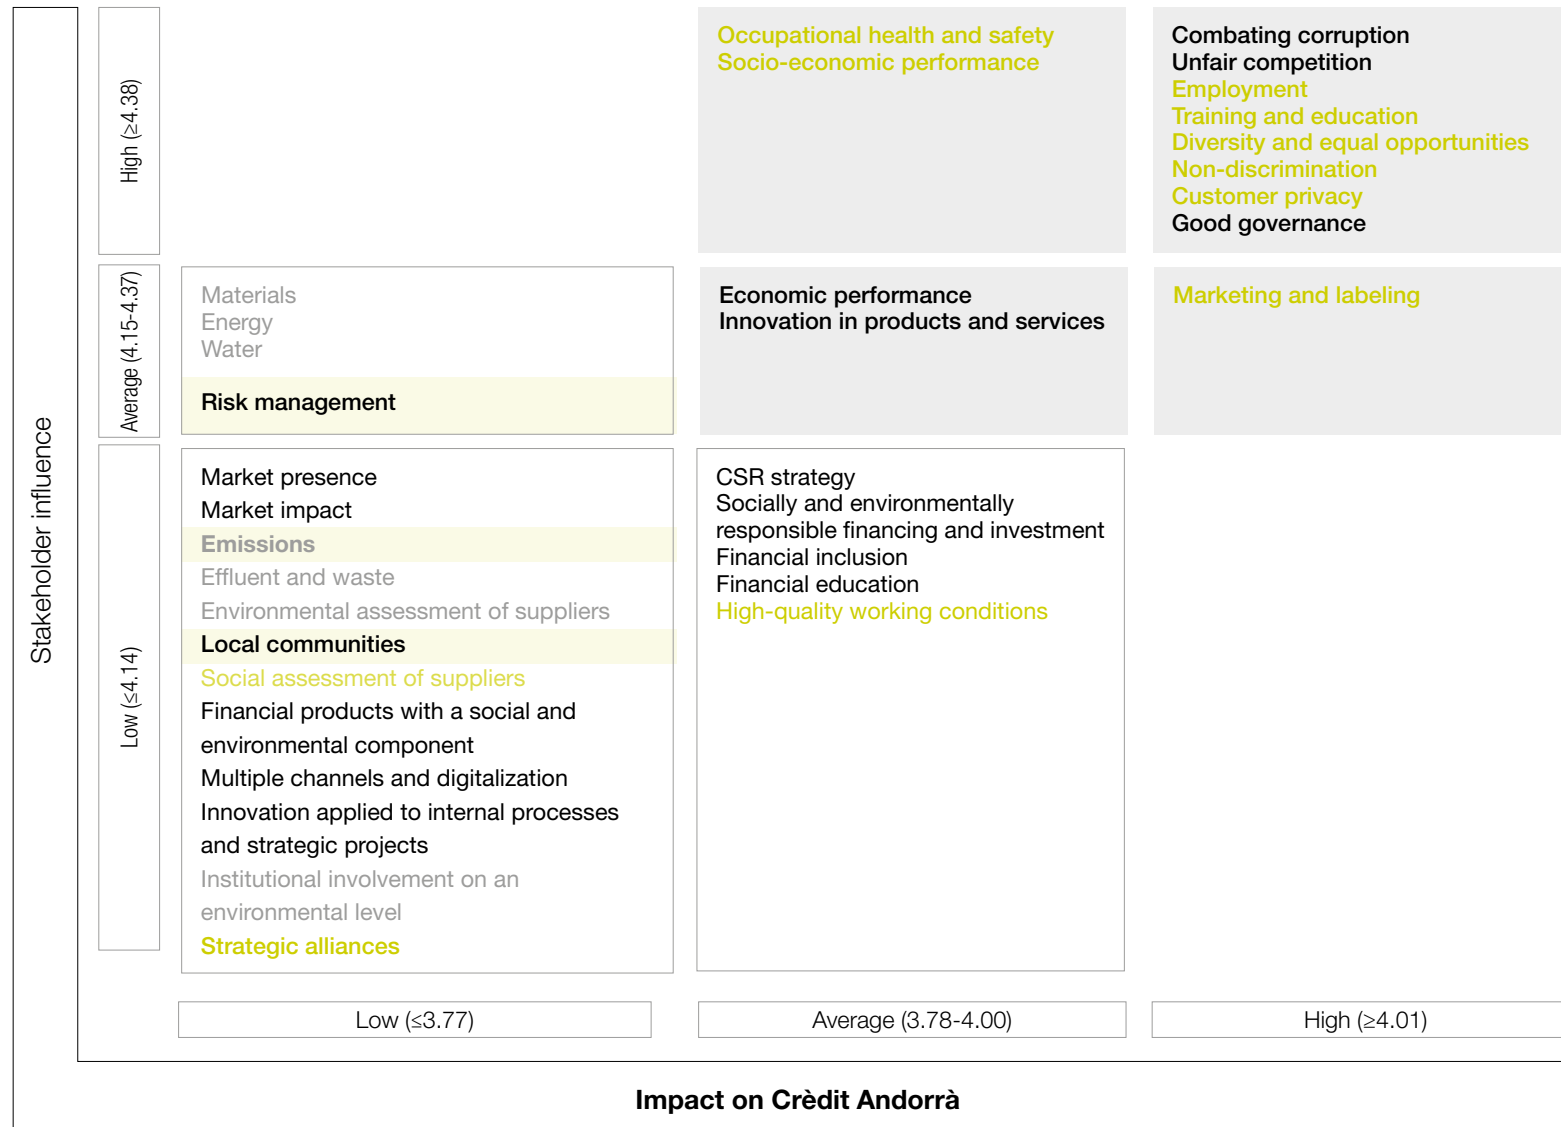 Stakeholder influence
High (≥4.38)
Occupational health and safety
Socio-economic performance
Combating corruption
Unfair competition
Employment
Training and education
Diversity and equal opportunities
Non-discrimination
Customer privacy
Good governance
Average (4.15-4.37)
Materials
Energy
Water
Risk management
Economic performance
Innovation in products and services
Marketing and labeling
Low (≤4.14)
Market presence
Market impact
Emissions
Effluent and waste
Environmental assessment of suppliers
Local communities
Social assessment of suppliers
Financial products with a social and
environmental component
Multiple channels and digitalization
Innovation applied to internal processes
and strategic projects
Institutional involvement on an
environmental level
Strategic alliances
CSR strategy
Socially and environmentally
responsible financing and investment
Financial inclusion
Financial education
High-quality working conditions
Low (≤3.77)
Average (3.78-4.00)
High (≥4.01)
Impact on Crèdit Andorrà